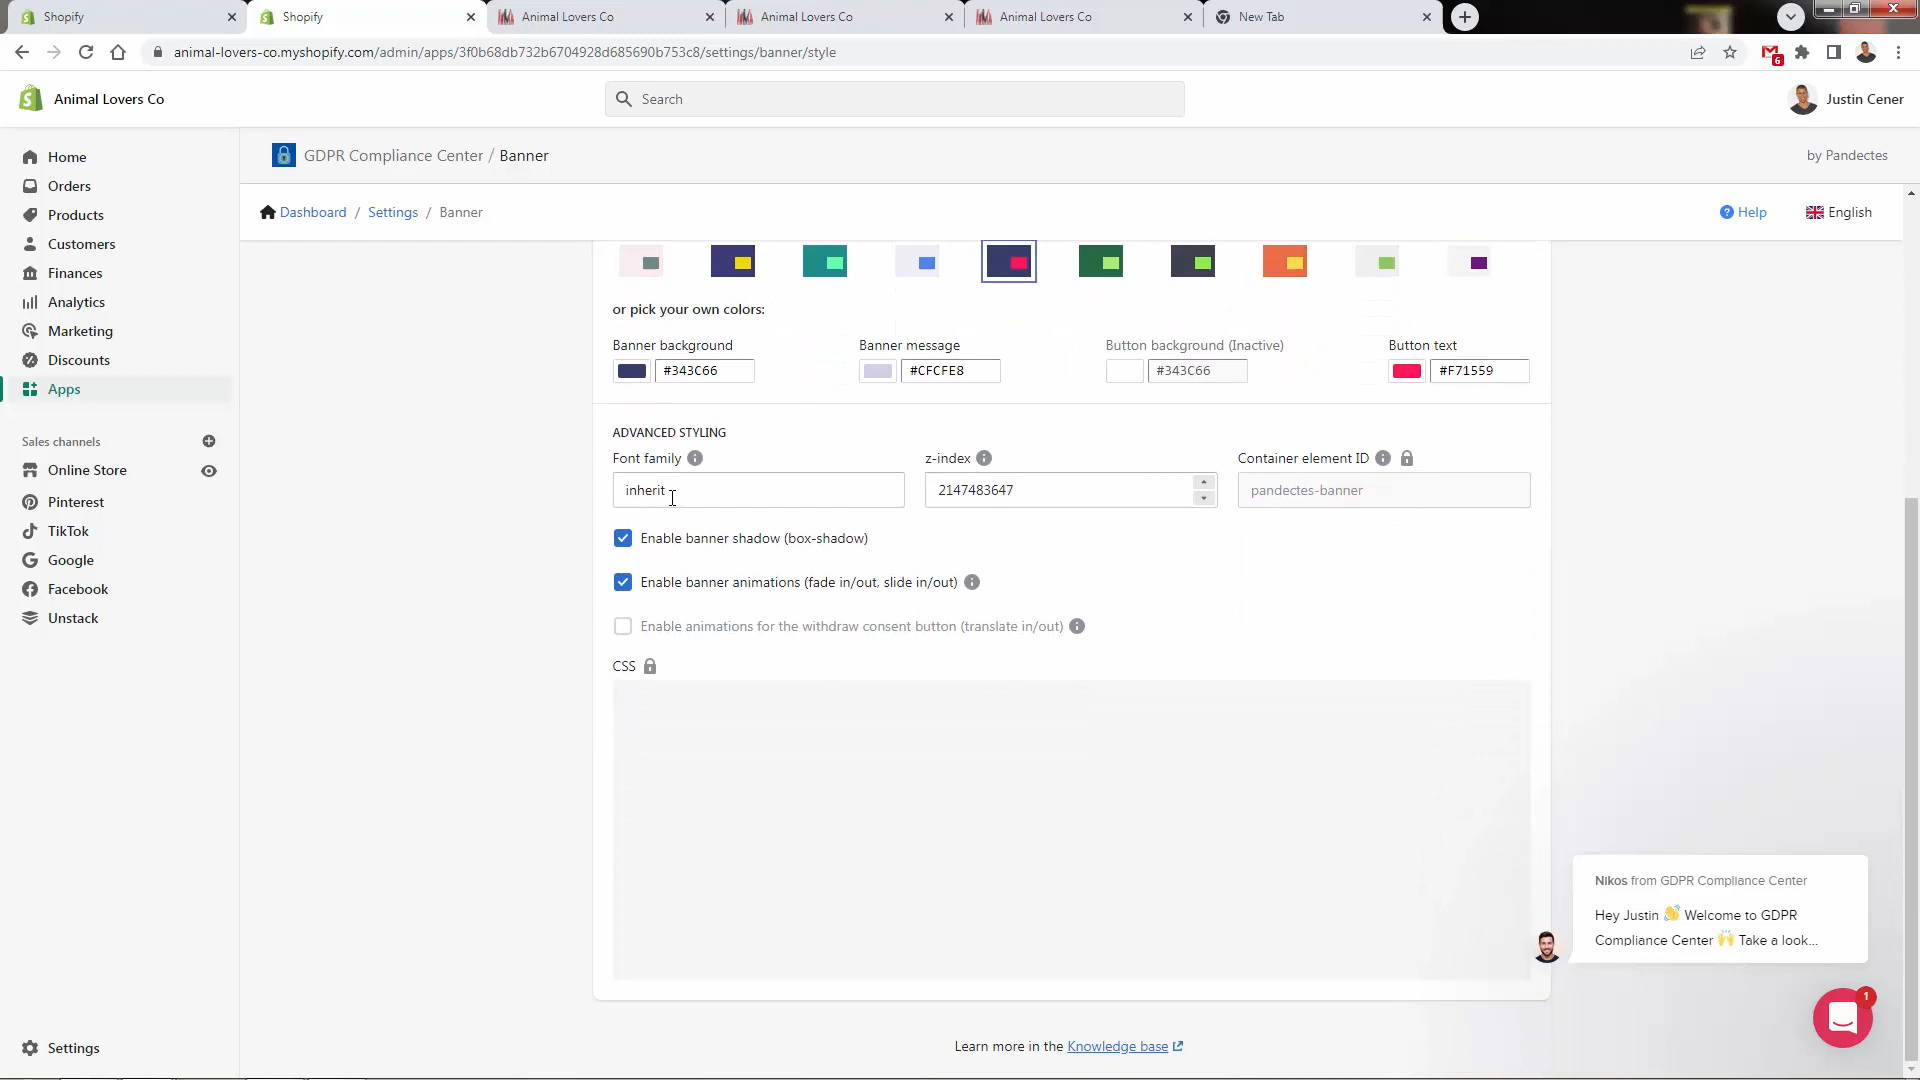 Shopify
Shopify
Animal Lovers Co
Animal Lovers Co
Animal Lovers Co
New Tab
animal-lovers-co.myshopify.com/admin/apps/3f0b68db732b6704928d685690b753c8/settings/banner/style
6
Animal Lovers Co
Search
Justin Cener
Home
Orders
Products
Customers
Finances
Analytics
Marketing
Discounts
Apps
Sales channels
Online Store
Pinterest
TikTok
Google
Facebook
Unstack
Settings
GDPR Compliance Center / Banner
by Pandectes
Dashboard / Settings / Banner
Help
English
or pick your own colors:
Banner background
Banner message
Button background (Inactive)
Button text
#343C66
#CFCFE8
#343C66
#F71559
ADVANCED STYLING
Font family
z-index
Container element ID
inherit
2147483647
pandectes-banner
Enable banner shadow (box-shadow)
Enable banner animations (fade in/out, slide in/out)
Enable animations for the withdraw consent button (translate in/out)
CSS
Nikos from GDPR Compliance Center
Hey Justin 👋 Welcome to GDPR
Compliance Center 🙌 Take a look...
1
Learn more in the Knowledge base